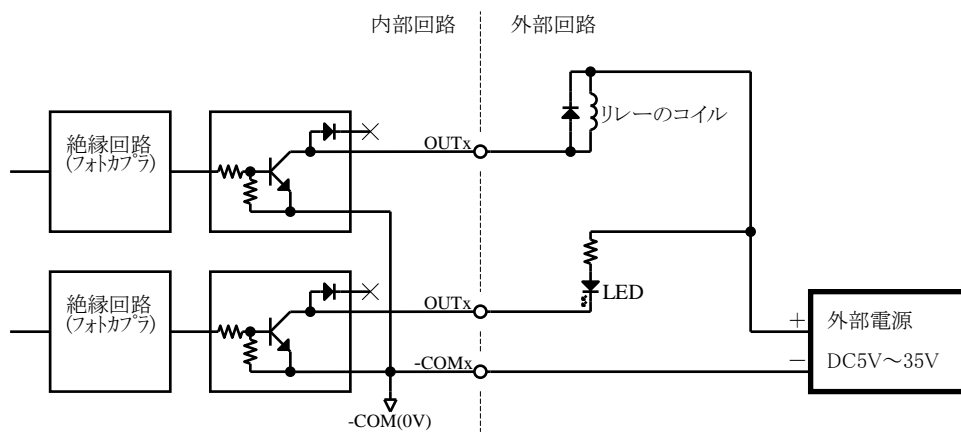 内部回路
外部回路
絶縁回路
(フォトカプラ)
OUTx
リレーのコイル
絶縁回路
(フォトカプラ)
OUTx
LED
-COMx
-COM(0V)
+
外部電源
−
DC5V～35V